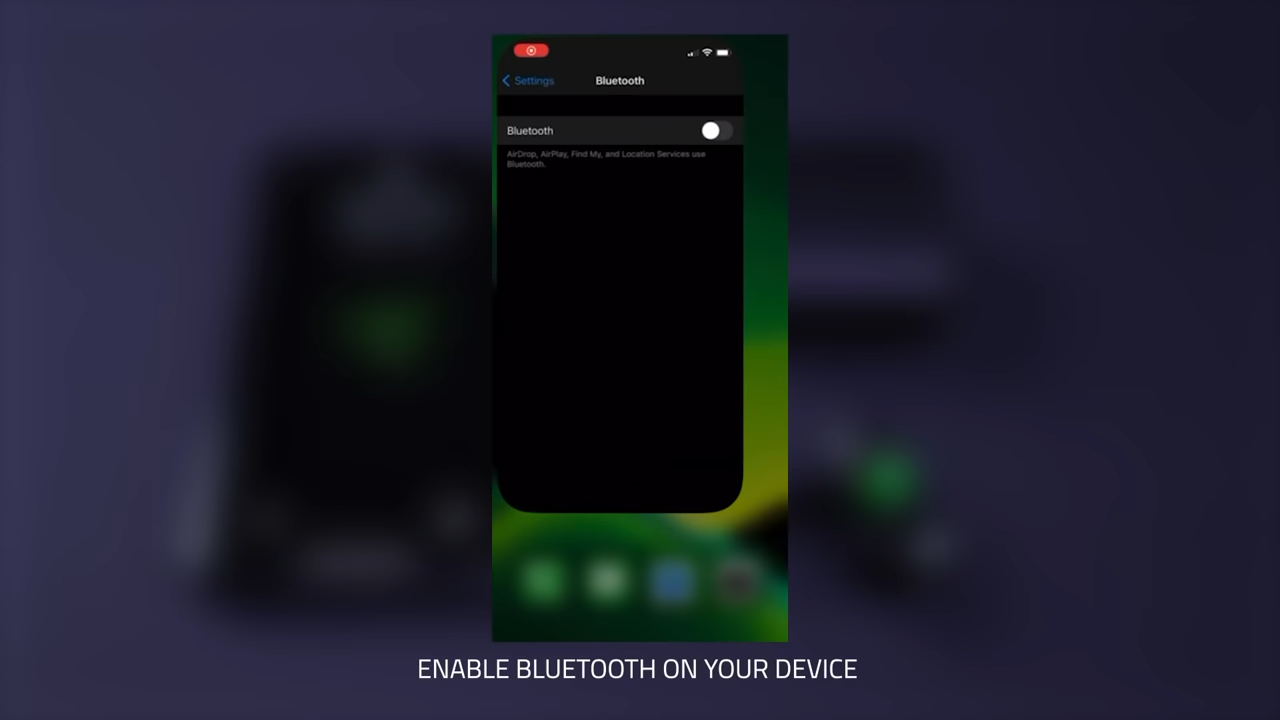 Settings
Bluetooth
Bluetooth
AirDrop, AirPlay, Find My, and Location Services use
Bluetooth.
ENABLE BLUETOOTH ON YOUR DEVICE